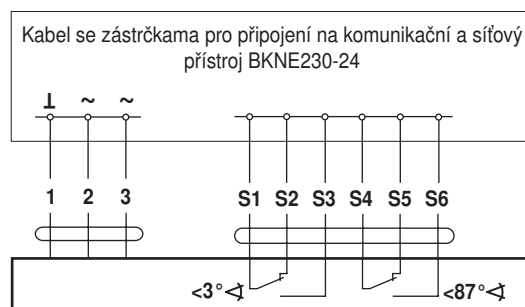 Kabel se zástrčkama pro připojení na komunikační a síťový
přístroj BKNE230-24
⊥ ~ ~
1 2 3 S1 S2 S3 S4 S5 S6
<3° <87°